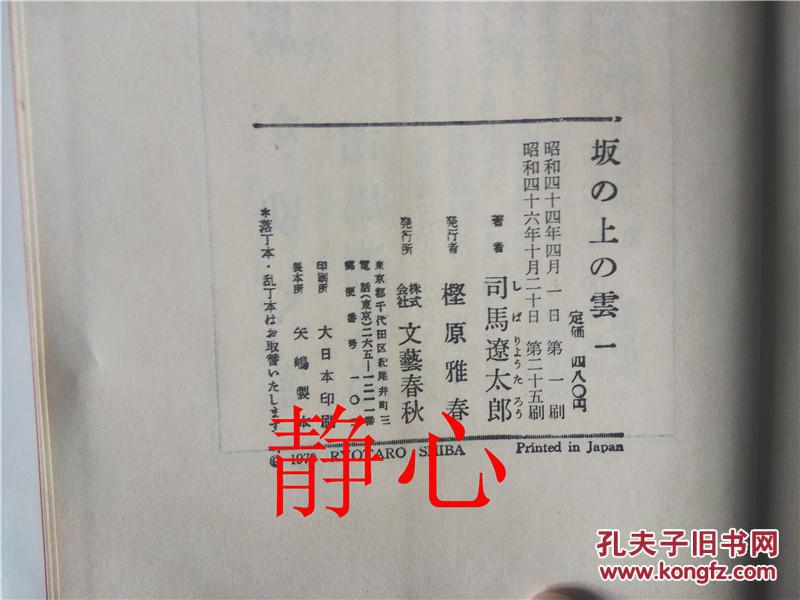 坂の上の雲 一
定価 四八〇円
昭和四十四年四月 一日 第 一 刷
昭和四十六年十月二十日 第二十五刷
著者 司馬遼太郎
しばりようたろう
発行者 樫原雅春
発行所 株式会社 文藝春秋
東京都千代田区紀尾井町三
電話(東京)二六五―一二一一番
郵便番号 一〇
印刷所 大日本印刷
製本所 矢嶋製本
*落丁本・乱丁本はお取替いたします
RYOTARO SHIBA
Printed in Japan
静心
孔夫子旧书网
www.kongfz.com